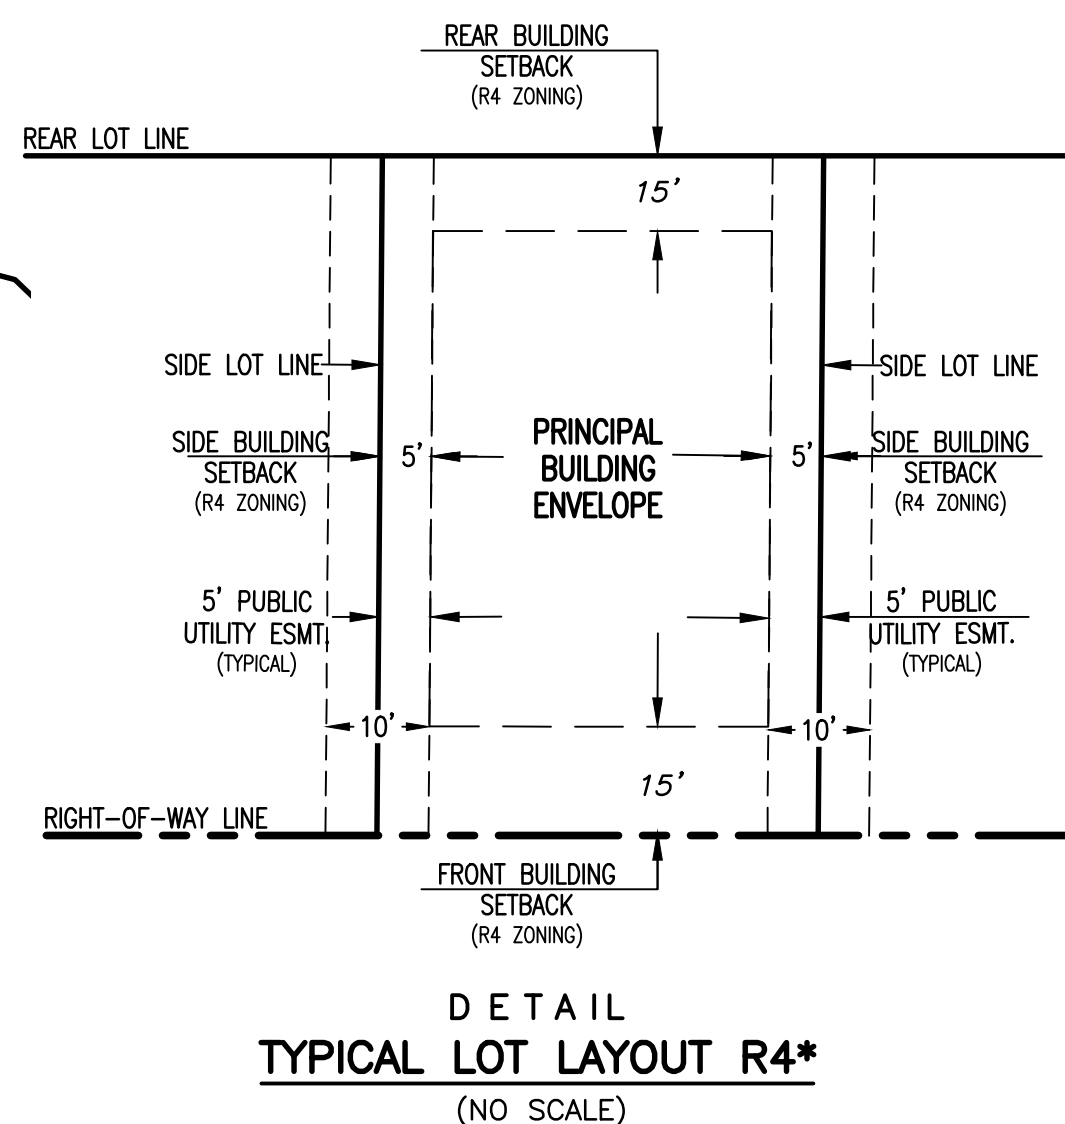 REAR BUILDING
SETBACK
(R4 ZONING)
REAR LOT LINE
15'
SIDE LOT LINE
SIDE LOT LINE
SIDE BUILDING
SETBACK
(R4 ZONING)
5'
PRINCIPAL
BUILDING
ENVELOPE
5'
SIDE BUILDING
SETBACK
(R4 ZONING)
5' PUBLIC
UTILITY ESMT.
(TYPICAL)
5' PUBLIC
UTILITY ESMT.
(TYPICAL)
10'
10'
15'
RIGHT-OF-WAY LINE
FRONT BUILDING
SETBACK
(R4 ZONING)
DETAIL
TYPICAL LOT LAYOUT R4*
(NO SCALE)